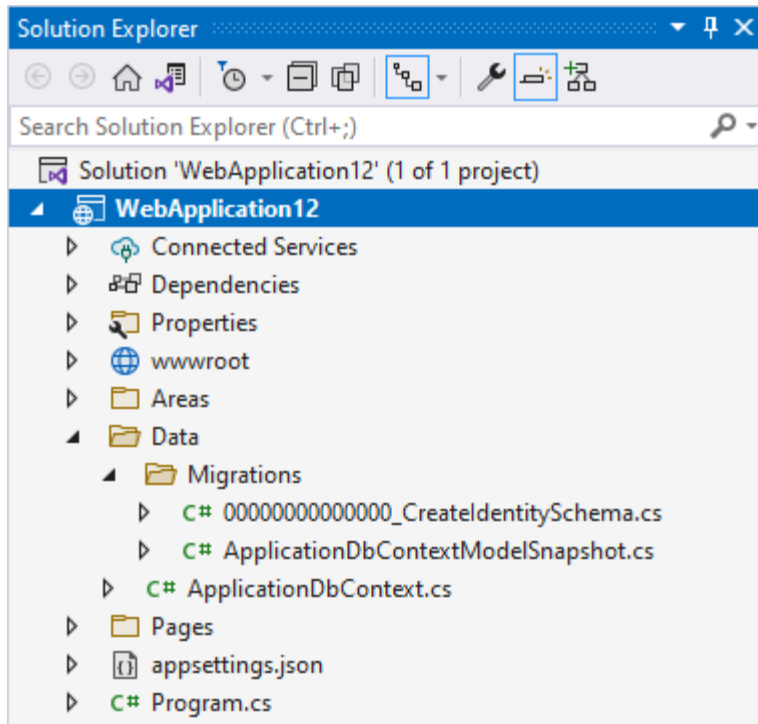 Solution Explorer
Search Solution Explorer (Ctrl+;)
Solution 'WebApplication12' (1 of 1 project)
WebApplication12
Connected Services
Dependencies
Properties
wwwroot
Areas
Data
Migrations
C# 00000000000000_CreateIdentitySchema.cs
C# ApplicationDbContextModelSnapshot.cs
C# ApplicationDbContext.cs
Pages
appsettings.json
C# Program.cs